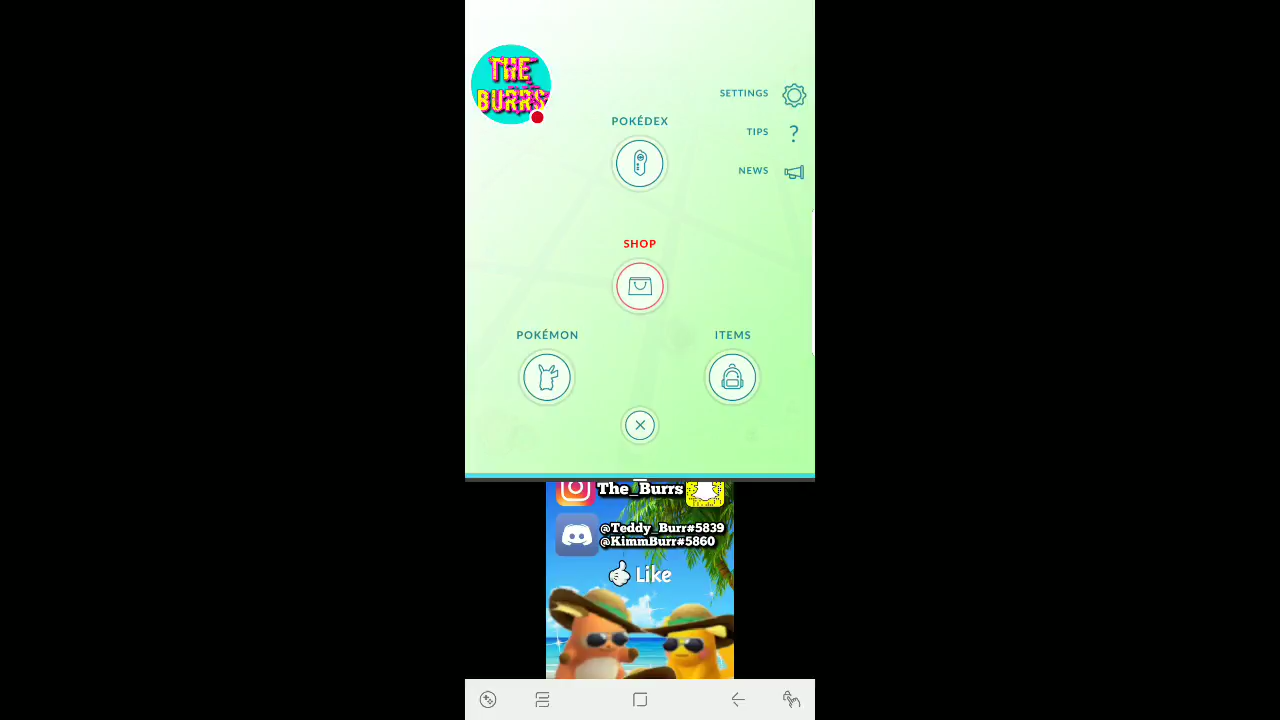 THE
BURRS
SETTINGS
POKÉDEX
TIPS
?
NEWS
SHOP
POKÉMON
ITEMS
The_Burrs
@Teddy_Burr#5839
@KimmBurr#5860
Like